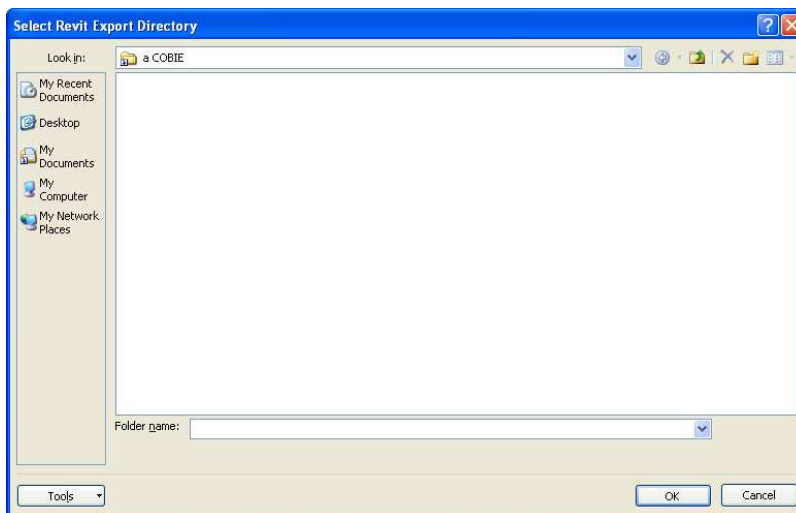 Select Revit Export Directory
Look in:
a COBIE
My Recent
Documents
Desktop
My
Documents
My
Computer
My Network
Places
Folder name:
Tools
OK
Cancel